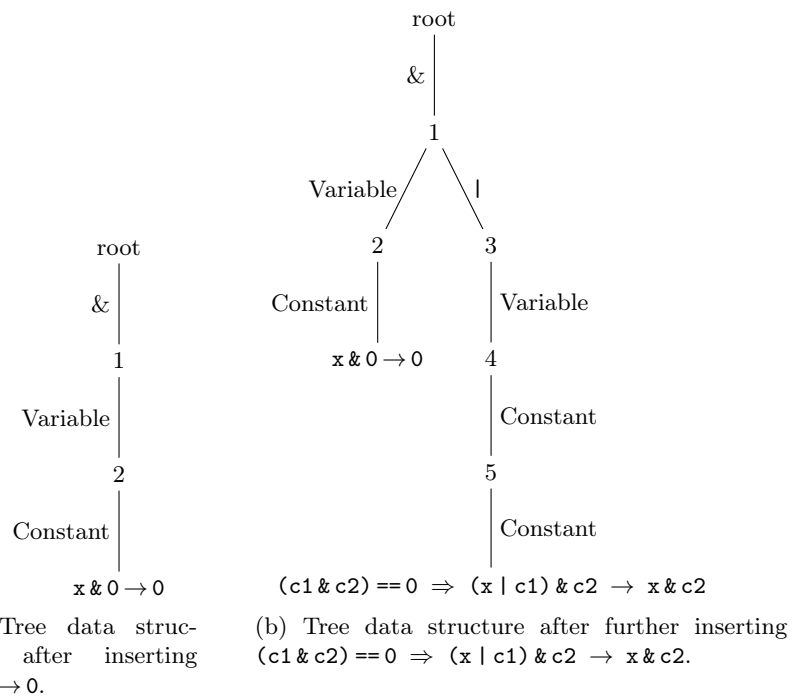 root
&
1
Variable
2
Constant
x & 0 → 0
Tree data struc-
after inserting
→ 0.
root
&
1
Variable |
2 3
Constant Variable
x & 0 → 0 4
Constant
5
Constant
(c1 & c2) == 0 ⇒ (x | c1) & c2 → x & c2
(b) Tree data structure after further inserting
(c1 & c2) == 0 ⇒ (x | c1) & c2 → x & c2.